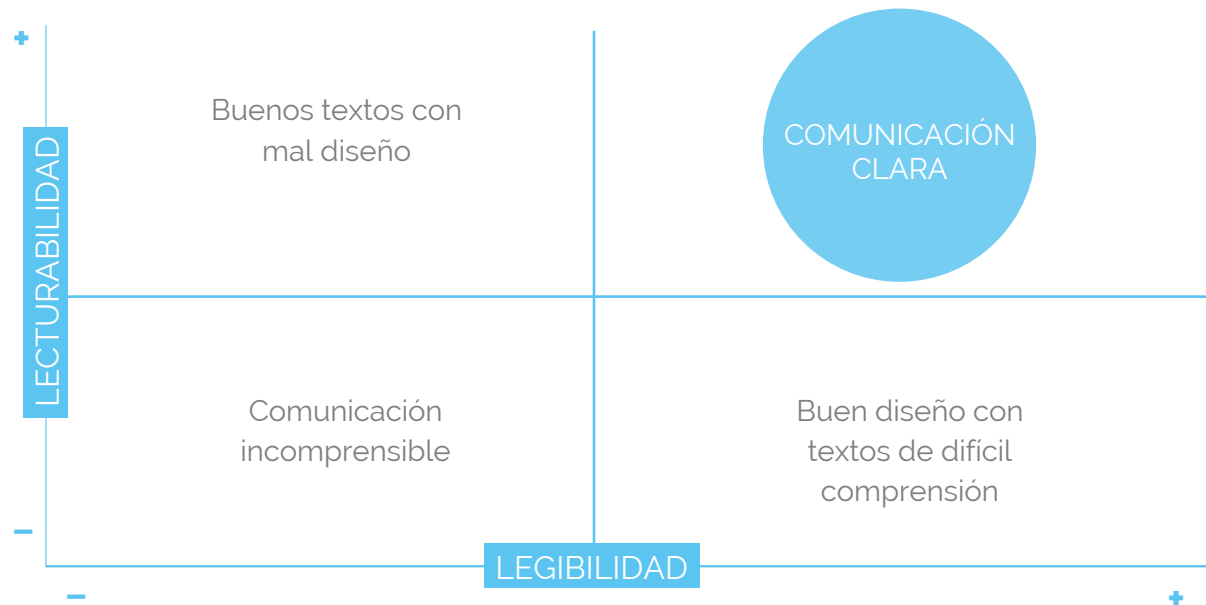 +
Buenos textos con
mal diseño
COMUNICACIÓN
CLARA
LECTURABILIDAD
Comunicación
incomprensible
Buen diseño con
textos de difícil
comprensión
–
LEGIBILIDAD
–
+